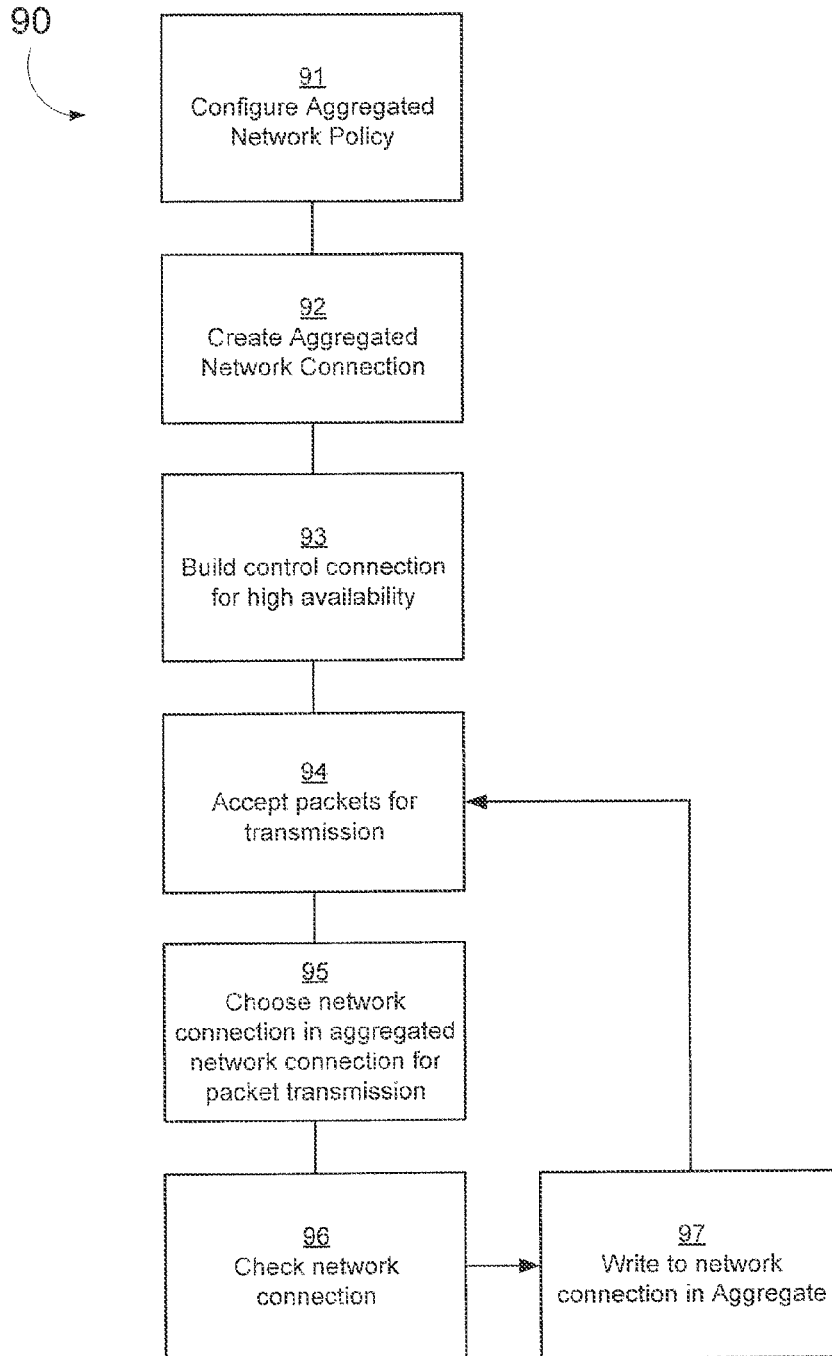 90
91
Configure Aggregated
Network Policy
92
Create Aggregated
Network Connection
93
Build control connection
for high availability
94
Accept packets for
transmission
95
Choose network
connection in aggregated
network connection for
packet transmission
96
Check network
connection
97
Write to network
connection in Aggregate